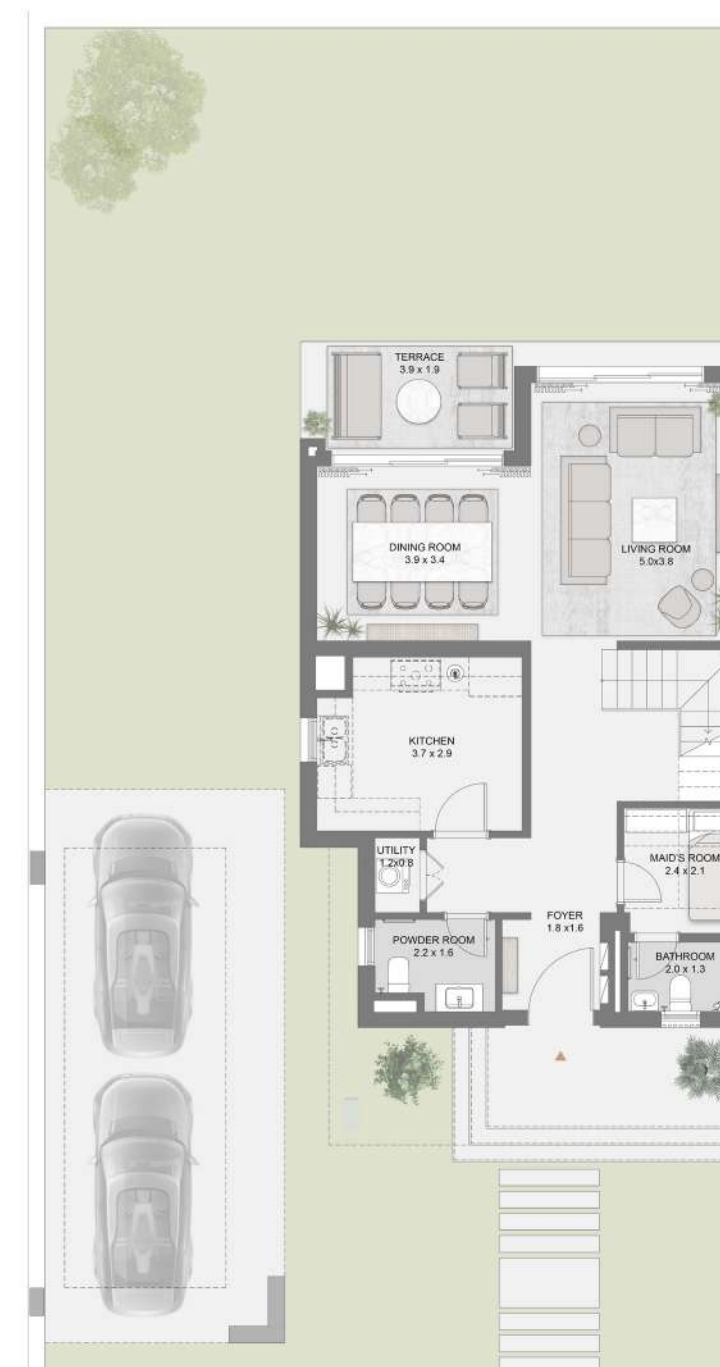 TERRACE
3.9 x 1.9
DINING ROOM
3.9 x 3.4
LIVING ROOM
5.0x3.8
KITCHEN
3.7 x 2.9
UTILITY
1.2x0.8
MAID'S ROOM
2.4 x 2.1
FOYER
1.8 x1.6
POWDER ROOM
2.2 x 1.6
BATHROOM
2.0 x 1.3